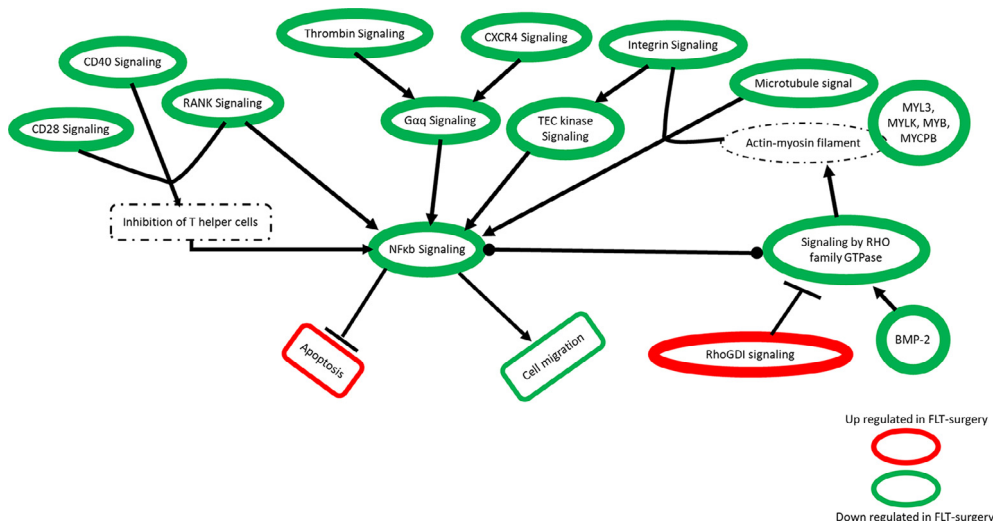 Thrombin Signaling
CXCR4 Signaling
Integrin Signaling
CD40 Signaling
Microtubule signal
RANK Signaling
MYL3,
MYLK, MYB,
MYCPB
CD28 Signaling
Gαq Signaling
TEC kinase
Signaling
Actin-myosin filament
Inhibition of T helper cells
NFκb Signaling
Signaling by RHO
family GTPase
Apoptosis
Cell migration
RhoGDI signaling
BMP-2
Up regulated in FLT-surgery
Down regulated in FLT-surgery